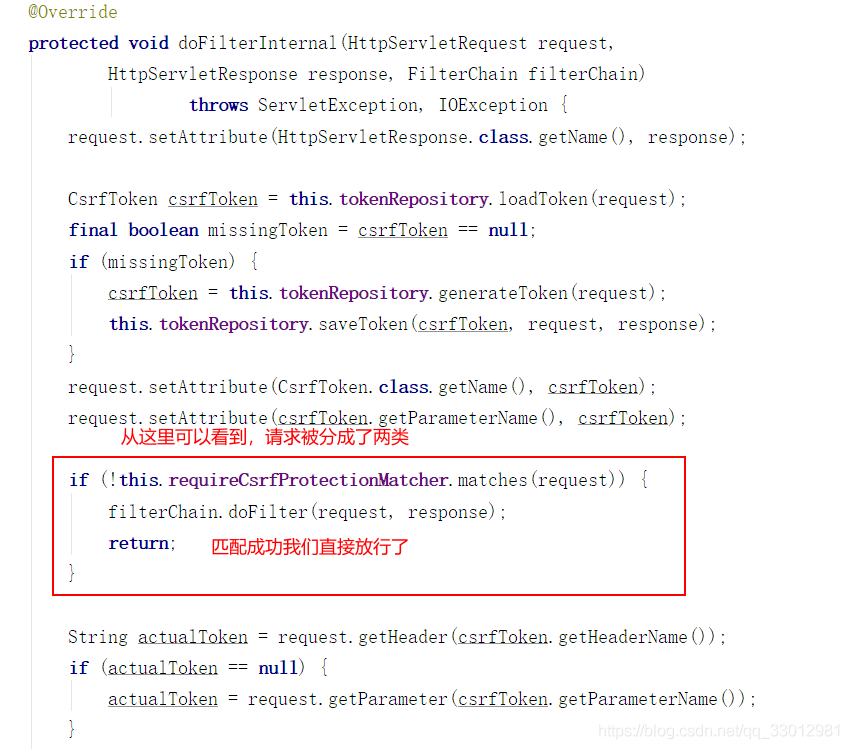 @Override
protected void doFilterInternal(HttpServletRequest request,
HttpServletResponse response, FilterChain filterChain)
throws ServletException, IOException {
request.setAttribute(HttpServletResponse.class.getName(), response);
CsrfToken csrfToken = this.tokenRepository.loadToken(request);
final boolean missingToken = csrfToken == null;
if (missingToken) {
csrfToken = this.tokenRepository.generateToken(request);
this.tokenRepository.saveToken(csrfToken, request, response);
}
request.setAttribute(CsrfToken.class.getName(), csrfToken);
request.setAttribute(csrfToken.getParameterName(), csrfToken);
从这里可以看到，请求被分成了两类
if (!this.requireCsrfProtectionMatcher.matches(request)) {
filterChain.doFilter(request, response);
return; 匹配成功我们直接放行了
}
String actualToken = request.getHeader(csrfToken.getHeaderName());
if (actualToken == null) {
actualToken = request.getParameter(csrfToken.getParameterName());
}
https://blog.csdn.net/qq_33012981